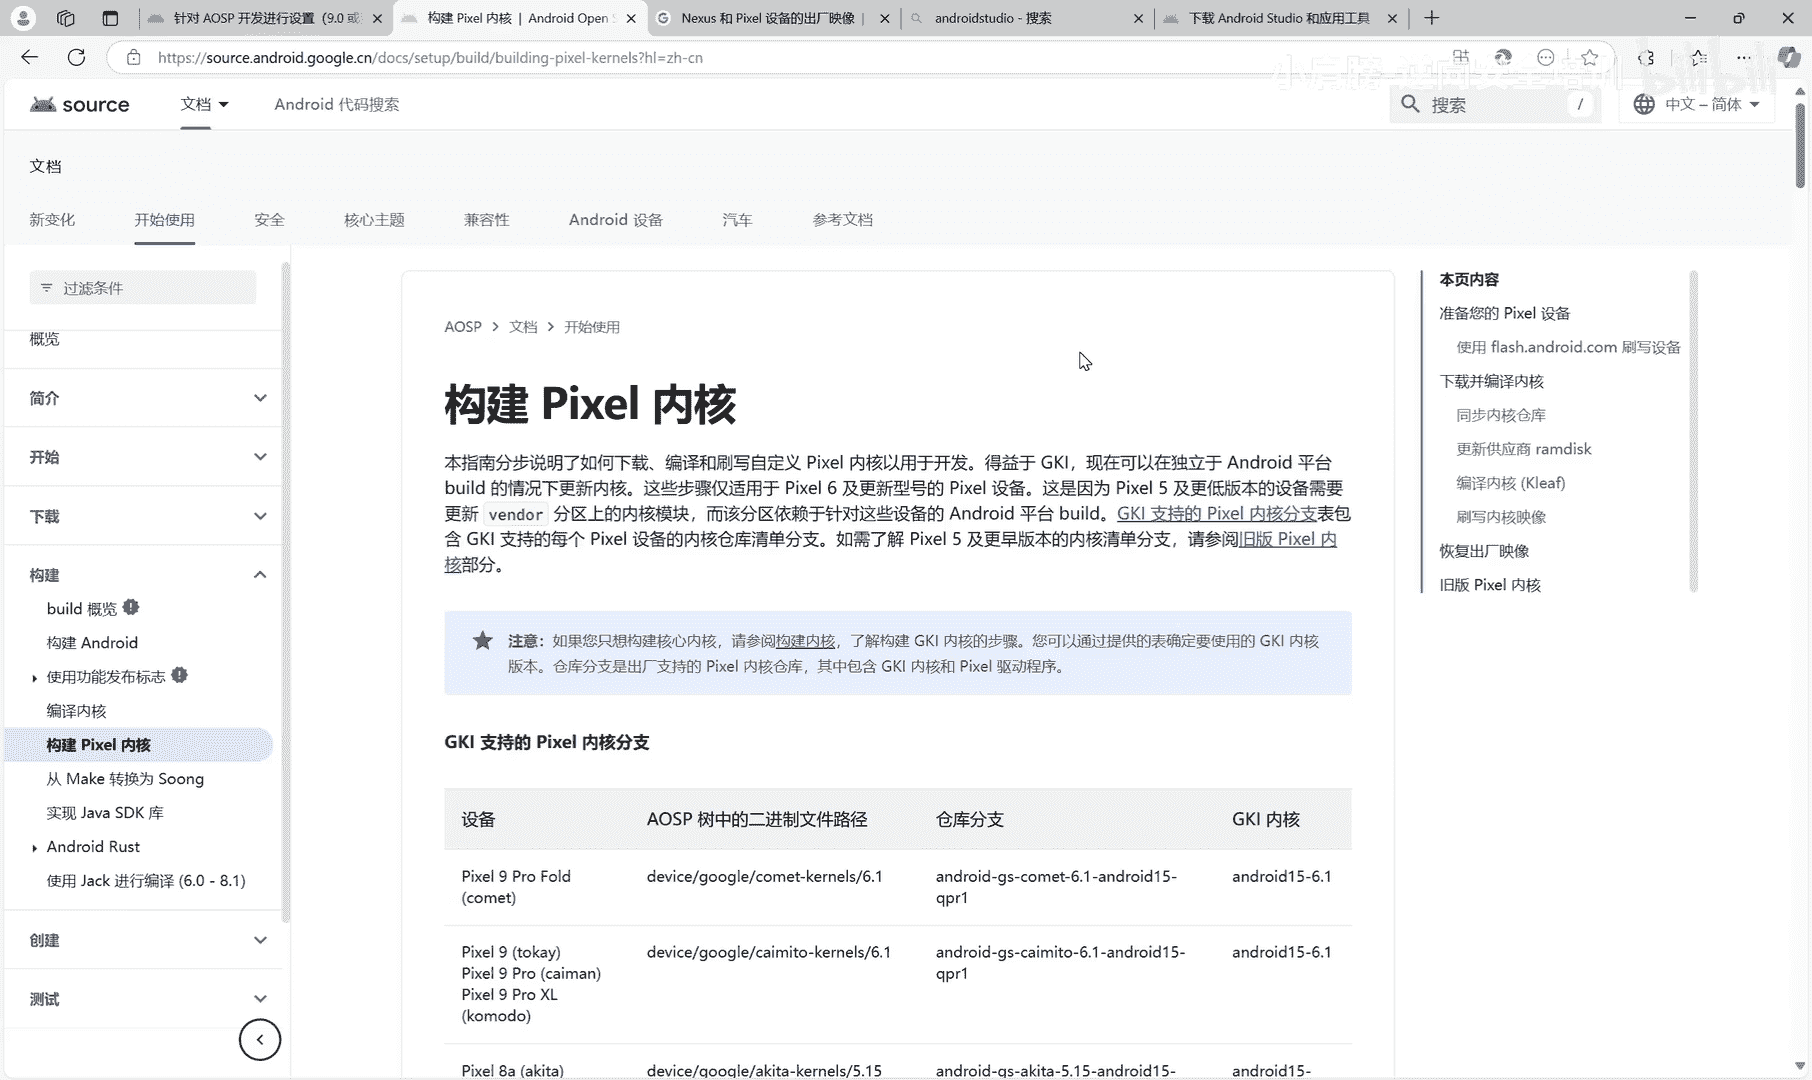 针对 AOSP 开发进行设置（9.0 或
构建 Pixel 内核 | Android Open S
Nexus 和 Pixel 设备的出厂映像 |
androidstudio - 搜索
下载 Android Studio 和应用工具
https://source.android.google.cn/docs/setup/build/building-pixel-kernels?hl=zh-cn
source
文档
Android 代码搜索
搜索
/
中文 – 简体
文档
新变化
开始使用
安全
核心主题
兼容性
Android 设备
汽车
参考文档
过滤条件
概览
简介
开始
下载
构建
build 概览
构建 Android
使用功能发布标志
编译内核
构建 Pixel 内核
从 Make 转换为 Soong
实现 Java SDK 库
Android Rust
使用 Jack 进行编译 (6.0 - 8.1)
创建
测试
AOSP > 文档 > 开始使用
构建 Pixel 内核
本指南分步说明了如何下载、编译和刷写自定义 Pixel 内核以用于开发。得益于 GKI，现在可以在独立于 Android 平台
build 的情况下更新内核。这些步骤仅适用于 Pixel 6 及更新型号的 Pixel 设备。这是因为 Pixel 5 及更低版本的设备需要
更新 vendor 分区上的内核模块，而该分区依赖于针对这些设备的 Android 平台 build。GKI 支持的 Pixel 内核分支表包
含 GKI 支持的每个 Pixel 设备的内核仓库清单分支。如需了解 Pixel 5 及更早版本的内核清单分支，请参阅旧版 Pixel 内
核部分。
注意：如果您只想构建核心内核，请参阅构建内核，了解构建 GKI 内核的步骤。您可以通过提供的表确定要使用的 GKI 内核
版本。仓库分支是出厂支持的 Pixel 内核仓库，其中包含 GKI 内核和 Pixel 驱动程序。
GKI 支持的 Pixel 内核分支
设备 AOSP 树中的二进制文件路径 仓库分支 GKI 内核
Pixel 9 Pro Fold device/google/comet-kernels/6.1 android-gs-comet-6.1-android15- android15-6.1
(comet) qpr1
Pixel 9 (tokay) device/google/caimito-kernels/6.1 android-gs-caimito-6.1-android15- android15-6.1
Pixel 9 Pro (caiman) qpr1
Pixel 9 Pro XL
(komodo)
Pixel 8a (akita) device/google/akita-kernels/5.15 android-gs-akita-5.15-android15- android15-
本页内容
准备您的 Pixel 设备
使用 flash.android.com 刷写设备
下载并编译内核
同步内核仓库
更新供应商 ramdisk
编译内核 (Kleaf)
刷写内核映像
恢复出厂映像
旧版 Pixel 内核